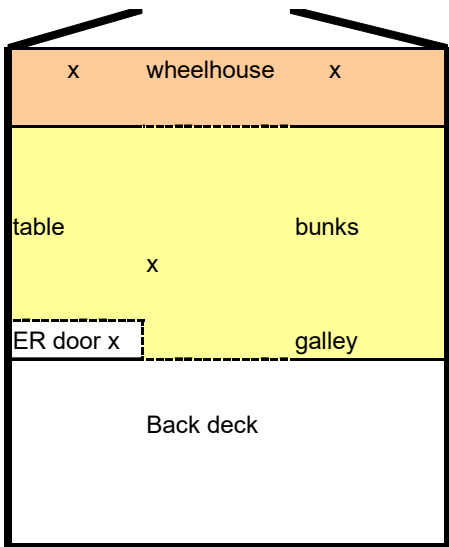 x wheelhouse x
table bunks
x
ER door x galley
Back deck